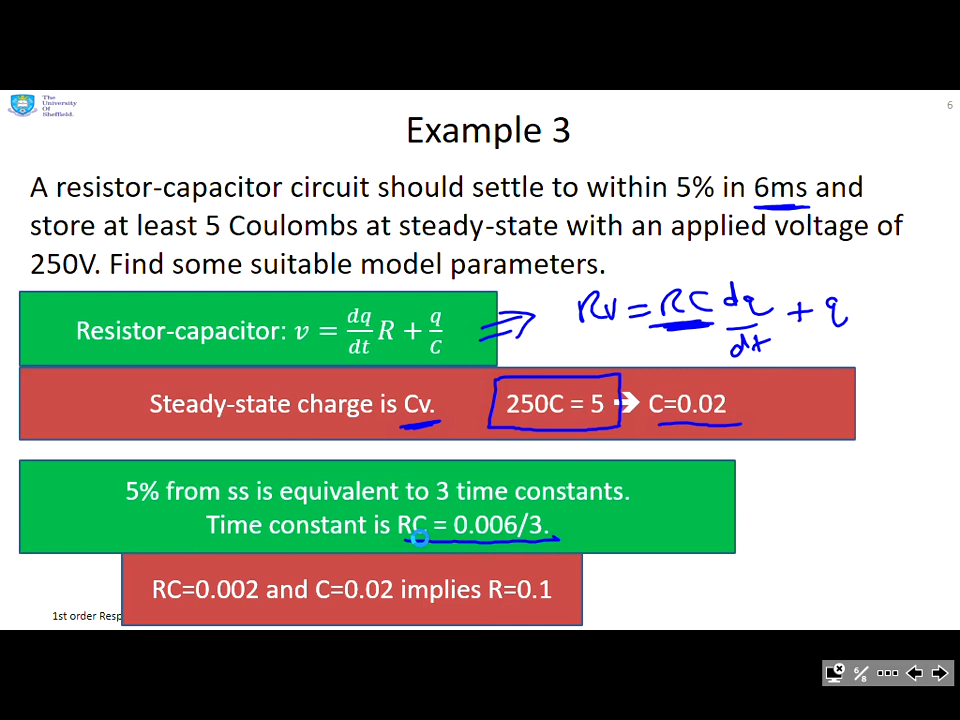 The
University
Of
Sheffield.
6
Example 3
A resistor-capacitor circuit should settle to within 5% in 6ms and
store at least 5 Coulombs at steady-state with an applied voltage of
250V. Find some suitable model parameters.
Resistor-capacitor: v = dq/dt R + q/C
⇒ RV = RC dq/dt + q
Steady-state charge is Cv. 250C = 5 ➔ C=0.02
5% from ss is equivalent to 3 time constants.
Time constant is RC = 0.006/3.
RC=0.002 and C=0.02 implies R=0.1
1st order Resp
6/8